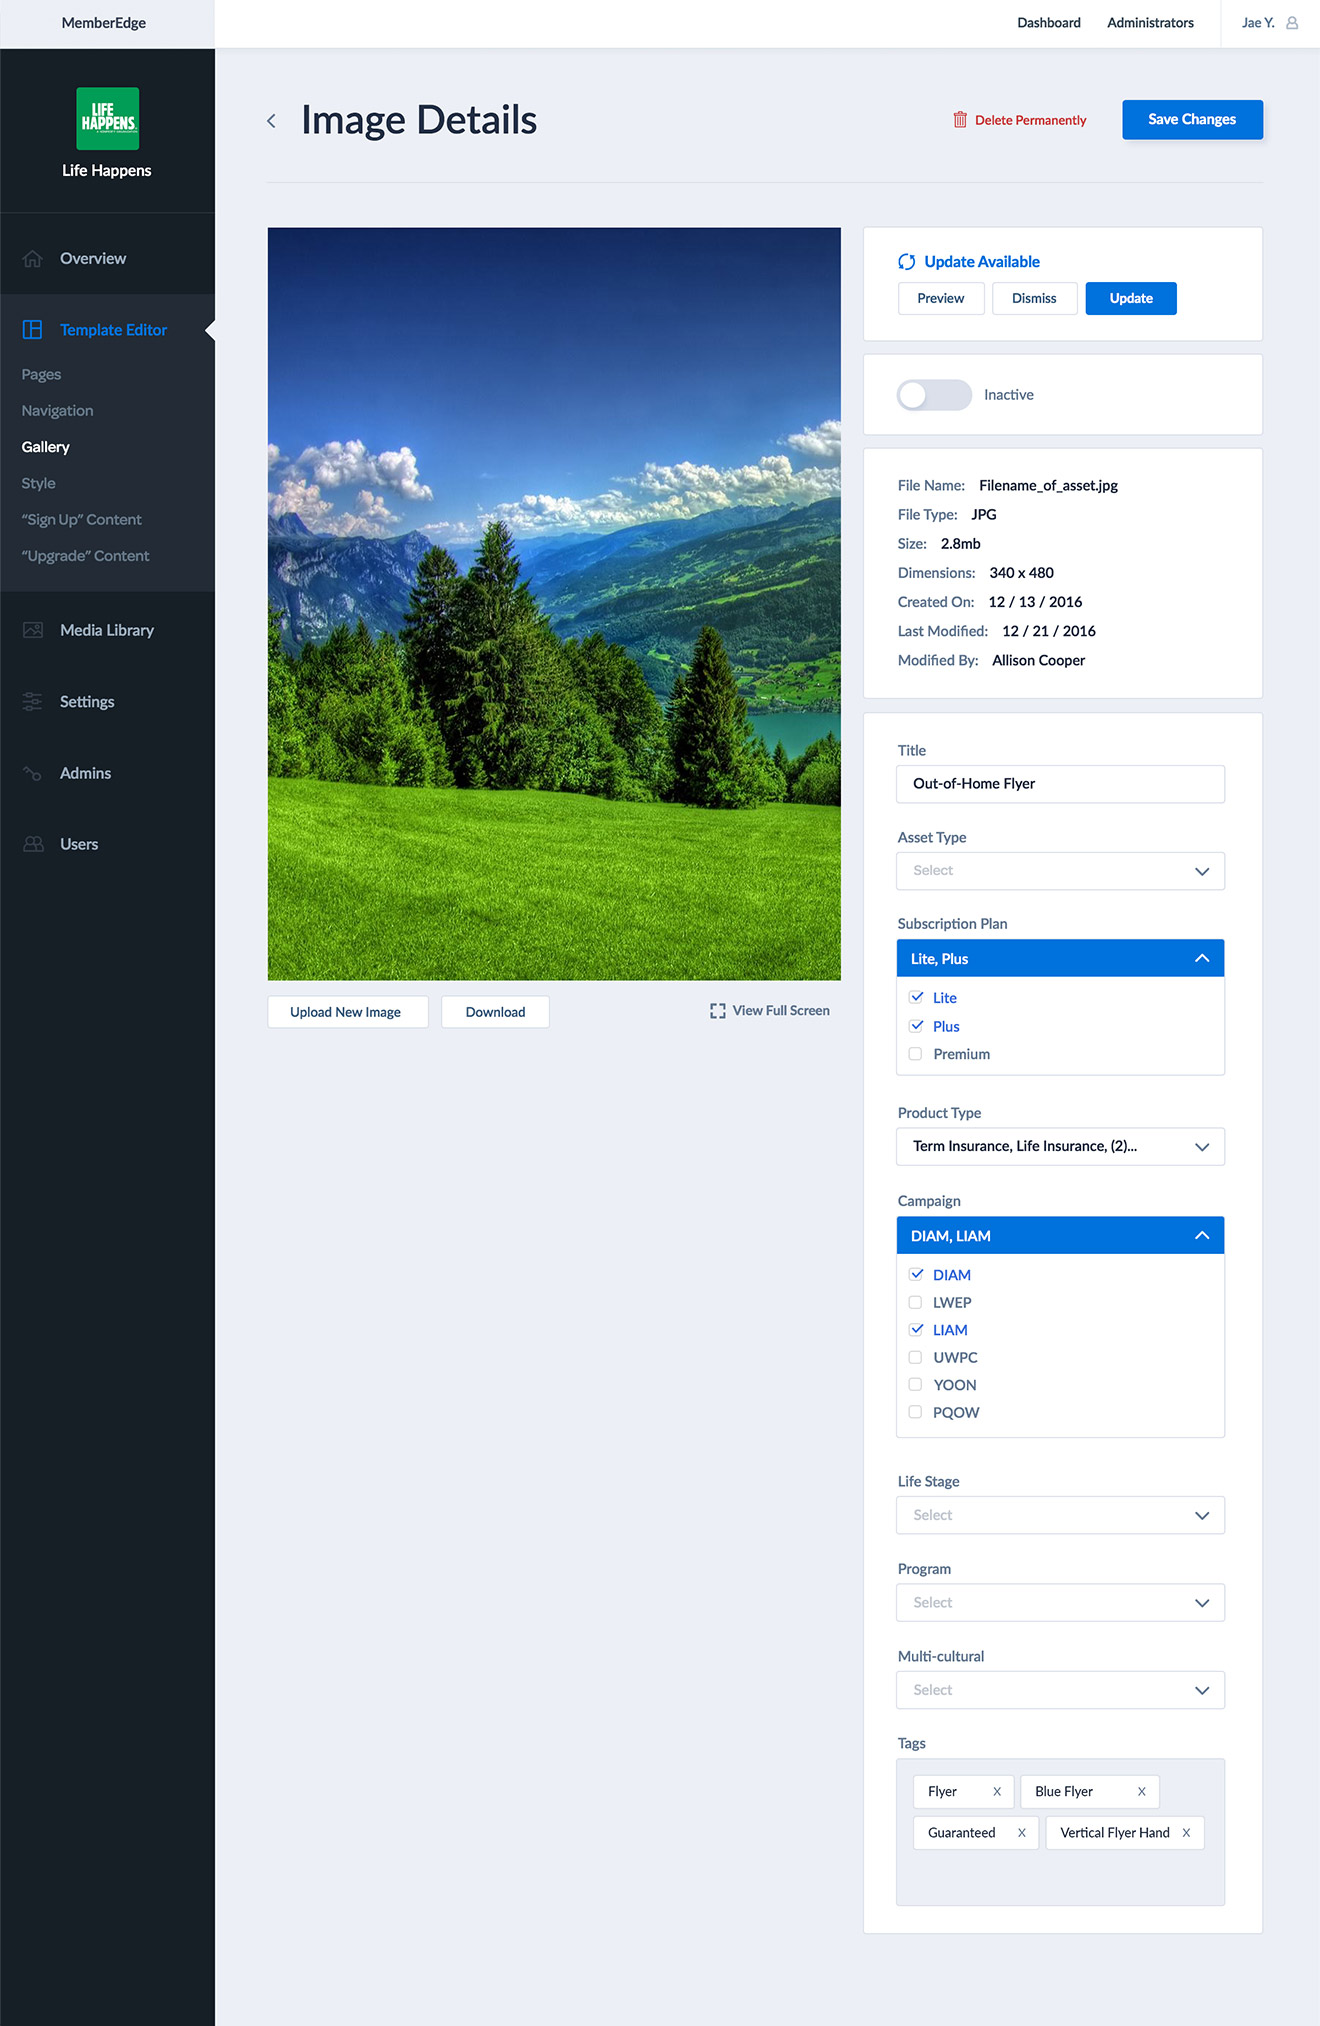 MemberEdge
Dashboard
Administrators
Jae Y.
LIFE
HAPPENS
Life Happens
Overview
Template Editor
Pages
Navigation
Gallery
Style
“Sign Up” Content
“Upgrade” Content
Media Library
Settings
Admins
Users
Image Details
Delete Permanently
Save Changes
Upload New Image
Download
View Full Screen
Update Available
Preview
Dismiss
Update
Inactive
File Name: Filename_of_asset.jpg
File Type: JPG
Size: 2.8mb
Dimensions: 340 x 480
Created On: 12 / 13 / 2016
Last Modified: 12 / 21 / 2016
Modified By: Allison Cooper
Title
Out-of-Home Flyer
Asset Type
Select
Subscription Plan
Lite, Plus
Lite
Plus
Premium
Product Type
Term Insurance, Life Insurance, (2)...
Campaign
DIAM, LIAM
DIAM
LWEP
LIAM
UWPC
YOON
PQOW
Life Stage
Select
Program
Select
Multi-cultural
Select
Tags
Flyer X
Blue Flyer X
Guaranteed X
Vertical Flyer Hand X